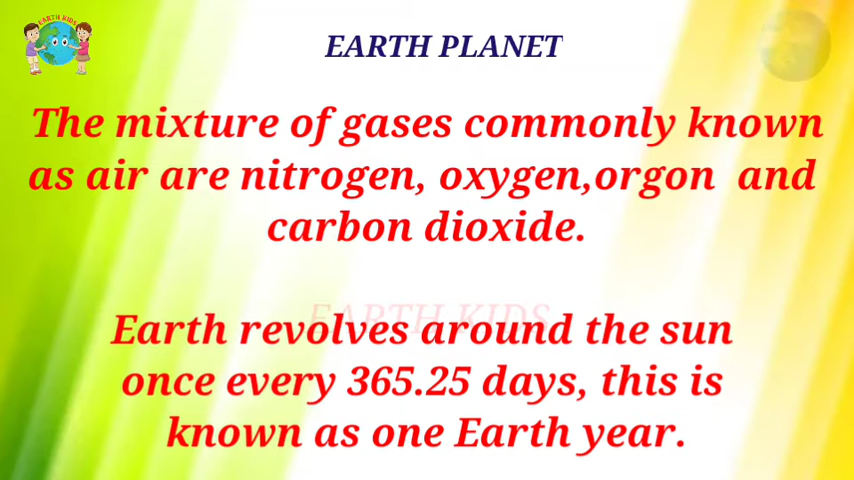 EARTH KIDS
EARTH PLANET
The mixture of gases commonly known
as air are nitrogen, oxygen,orgon and
carbon dioxide.
EARTH KIDS
Earth revolves around the sun
once every 365.25 days, this is
known as one Earth year.